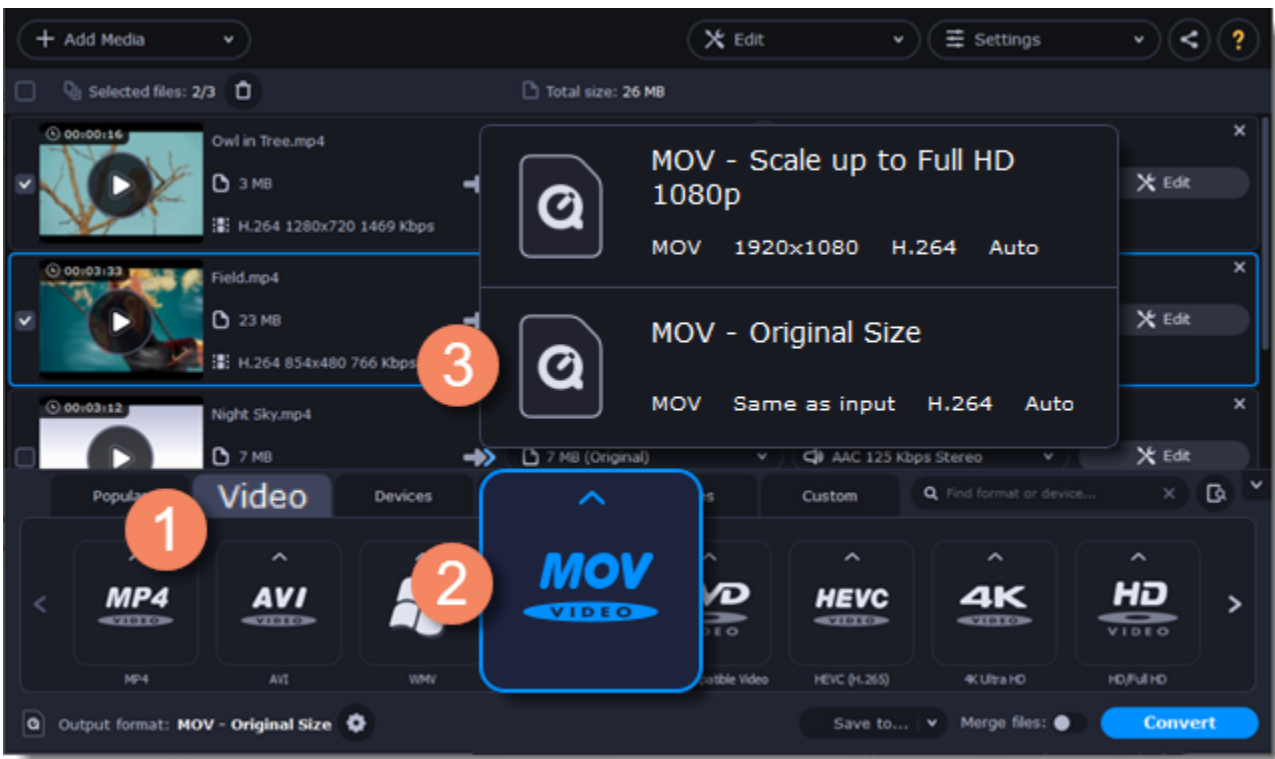 Add Media
Edit
Settings
?
Selected files: 2/3
Total size: 26 MB
00:00:16
Owl in Tree.mp4
3 MB
H.264 1280x720 1469 Kbps
Edit
MOV - Scale up to Full HD
1080p
MOV 1920x1080 H.264 Auto
00:03:33
Field.mp4
23 MB
H.264 854x480 766 Kbps
Edit
3
MOV - Original Size
MOV Same as input H.264 Auto
00:03:12
Night Sky.mp4
7 MB
7 MB (Original)
AAC 125 Kbps Stereo
Edit
1
Video
Devices
Custom
Find format or device...
2
MP4
VIDEO
AVI
VIDEO
MOV
VIDEO
HEVC
VIDEO
4K
VIDEO
HD
VIDEO
MP4
AVI
WMV
Video
HEVC (H.265)
4K Ultra HD
HD/Full HD
Output format: MOV - Original Size
Save to...
Merge files:
Convert